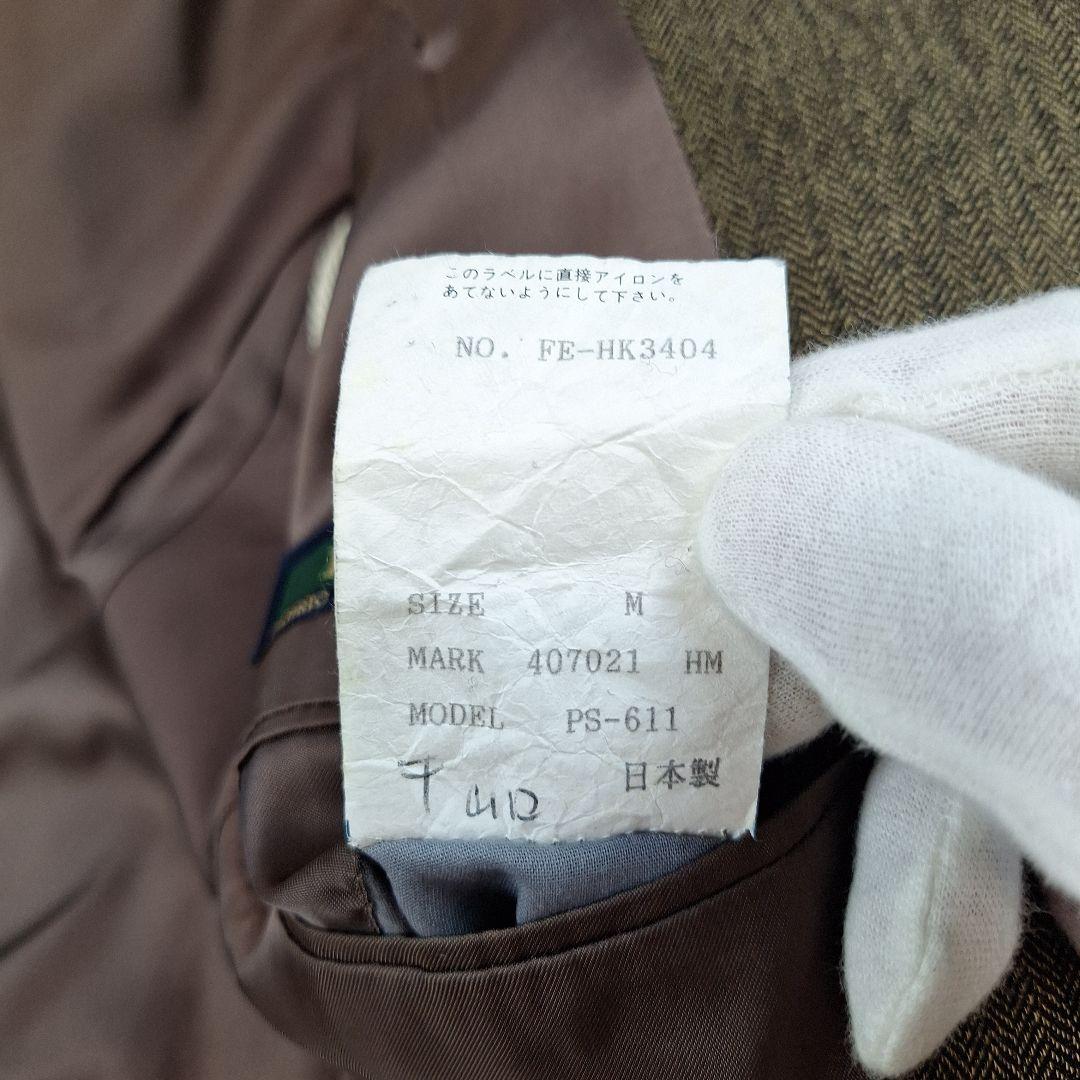 このラベルに直接アイロンを
あてないようにして下さい。
NO. FE-HK3404
SIZE M
MARK 407021 HM
MODEL PS-611
日本製
山口